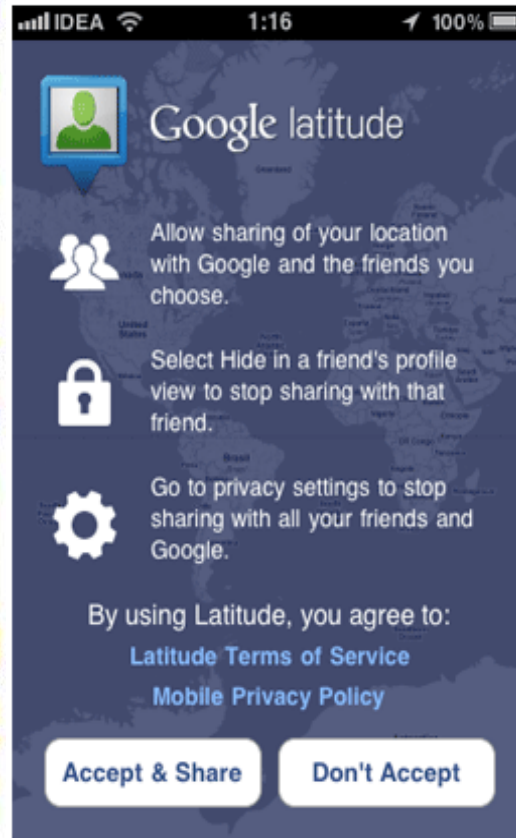 IDEA 1:16 100%
Google latitude
Allow sharing of your location
with Google and the friends you
choose.
Select Hide in a friend's profile
view to stop sharing with that
friend.
Go to privacy settings to stop
sharing with all your friends and
Google.
By using Latitude, you agree to:
Latitude Terms of Service
Mobile Privacy Policy
Accept & Share Don't Accept